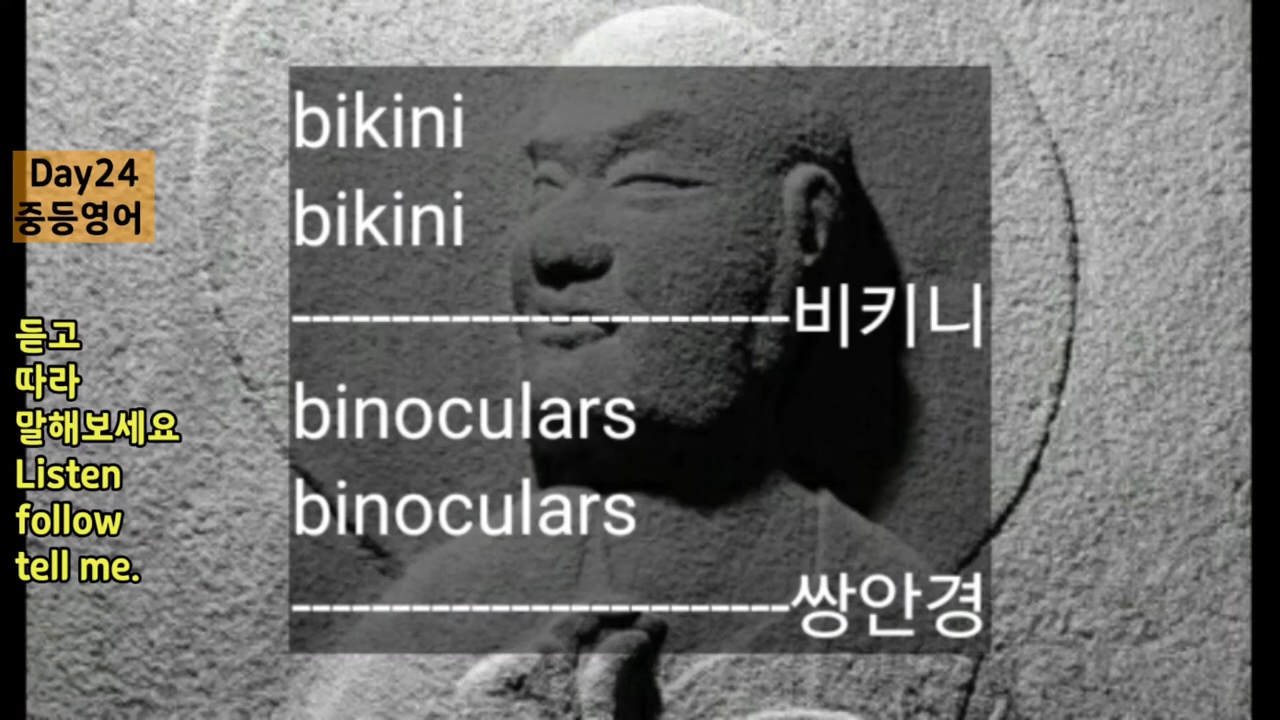 Day24
중등영어
듣고
따라
말해보세요
Listen
follow
tell me.
bikini
bikini
-------------------------비키니
binoculars
binoculars
-------------------------쌍안경